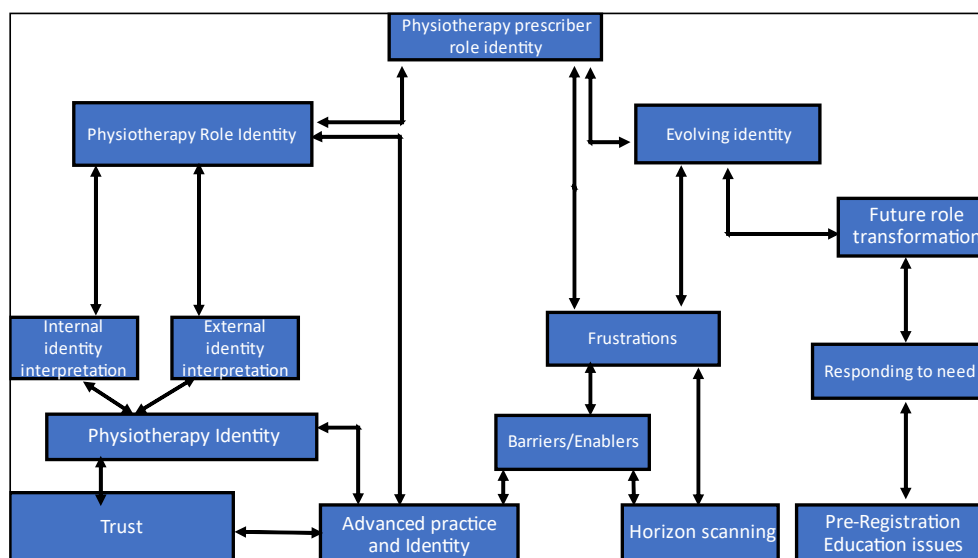 Physiotherapy prescriber
role identity
Physiotherapy Role Identity
Evolving identity
Future role
transformation
Internal
identity
interpretation
External
identity
interpretation
Frustrations
Responding to need
Physiotherapy Identity
Barriers/Enablers
Trust
Advanced practice
and Identity
Horizon scanning
Pre-Registration
Education issues